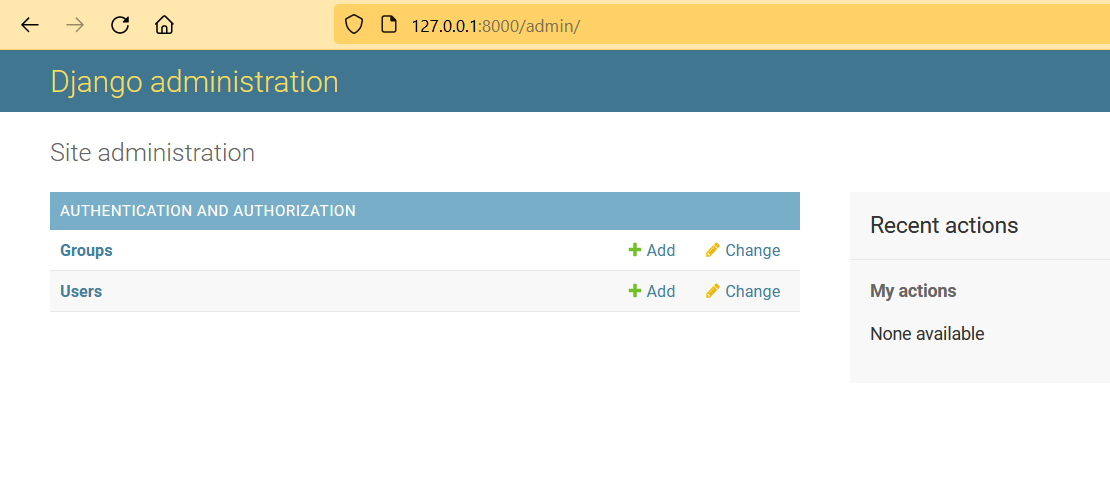 127.0.0.1:8000/admin/
Django administration
Site administration
AUTHENTICATION AND AUTHORIZATION
Groups Add Change
Users Add Change
Recent actions
My actions
None available